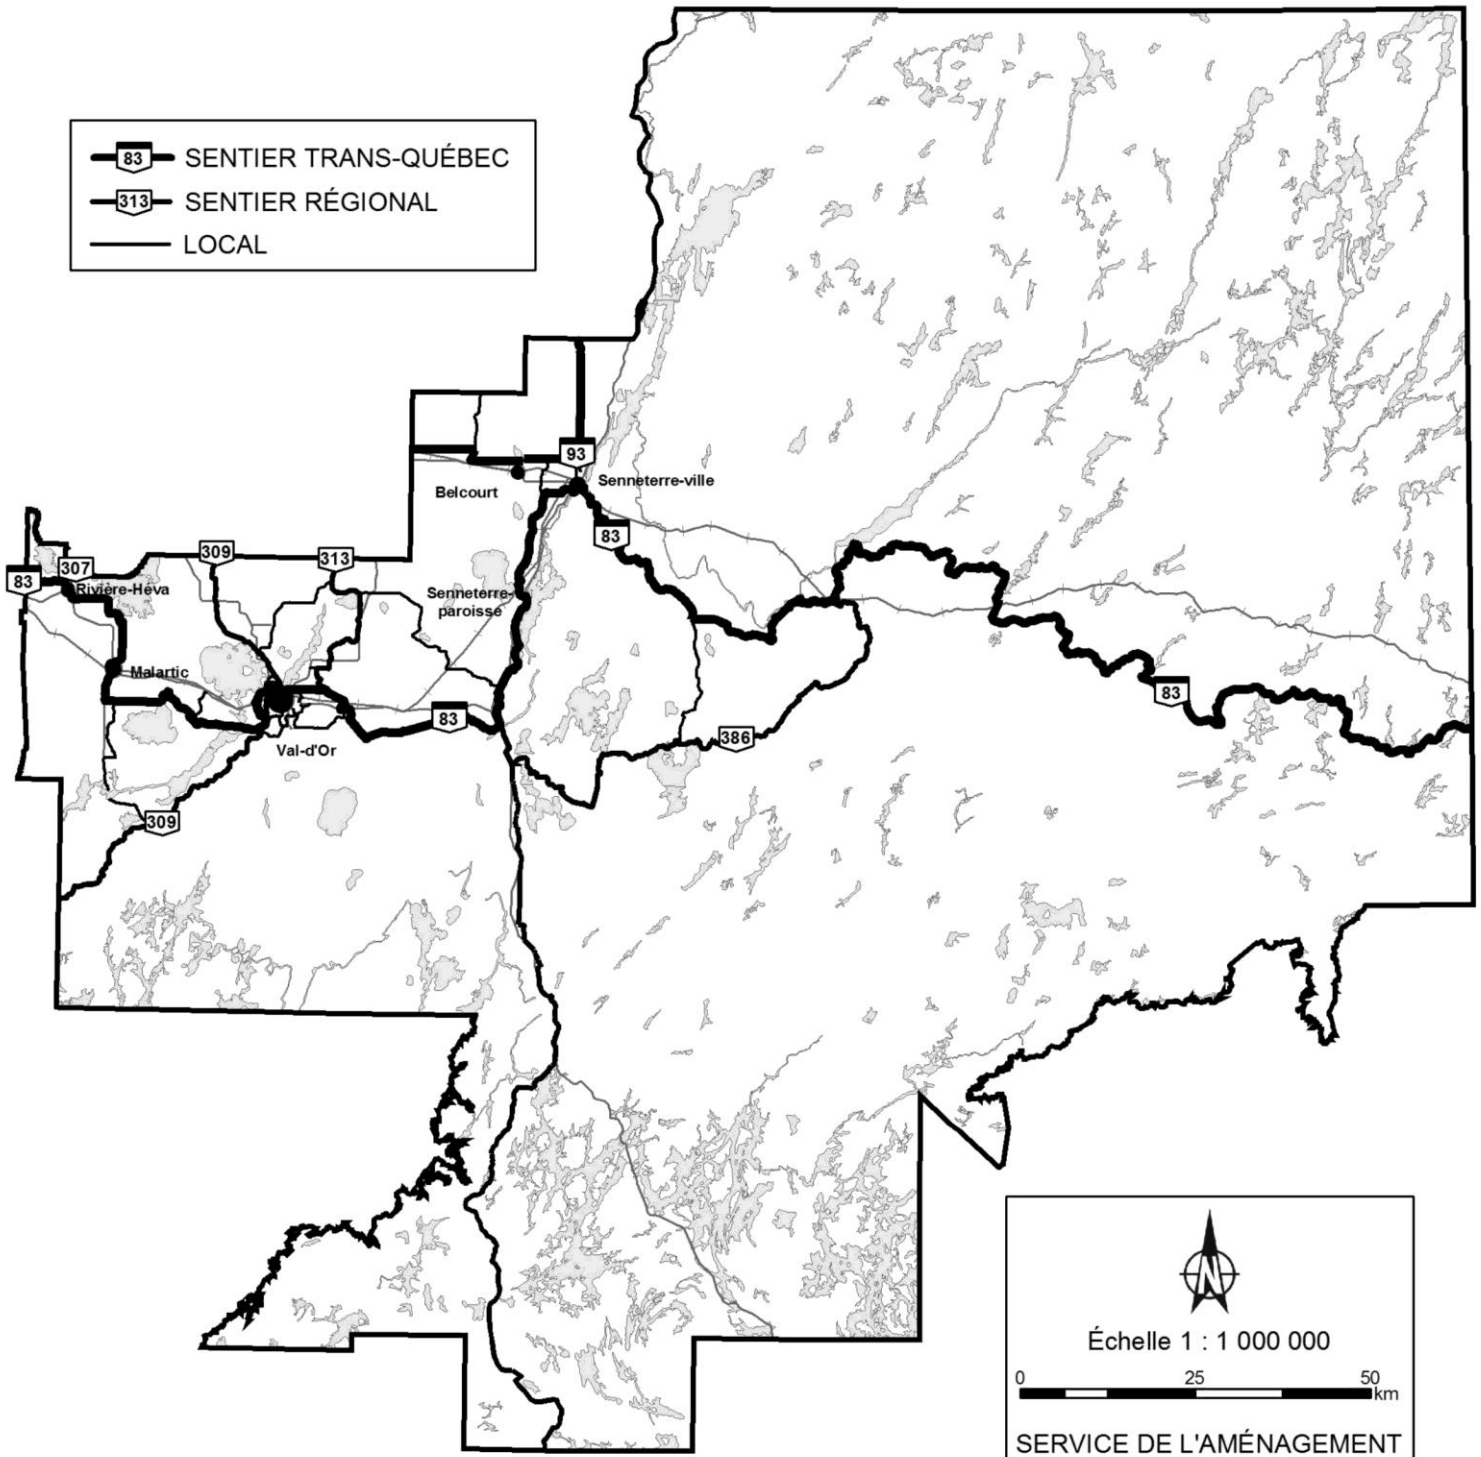 83 SENTIER TRANS-QUÉBEC
313 SENTIER RÉGIONAL
LOCAL
93
Senneterre-ville
Belcourt
83
309
313
307
83
Rivière-Héva
Senneterre-
paroisse
Malartic
83
83
386
Val-d'Or
309
N
Échelle 1 : 1 000 000
0 25 50
km
SERVICE DE L'AMÉNAGEMENT